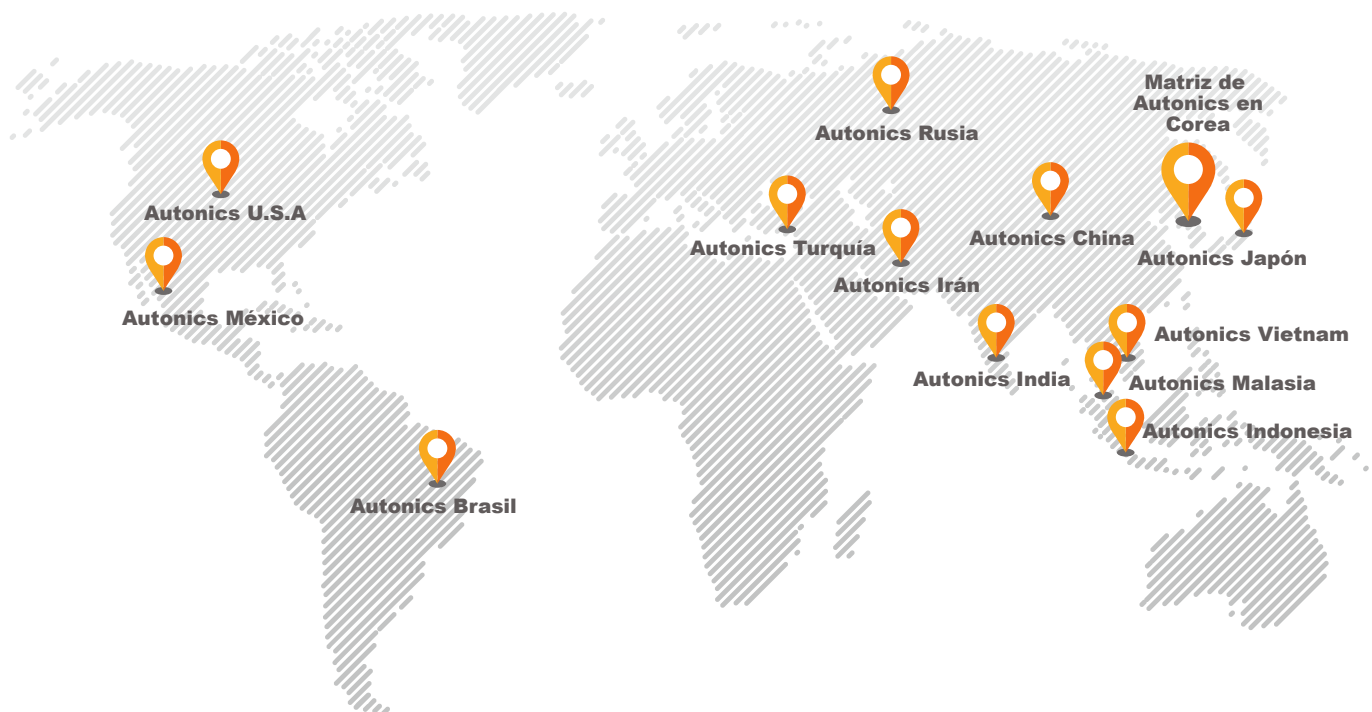 Matriz de
Autonics en
Corea
Autonics Rusia
Autonics U.S.A
Autonics Turquía
Autonics China
Autonics Japón
Autonics Irán
Autonics México
Autonics Vietnam
Autonics India
Autonics Malasia
Autonics Indonesia
Autonics Brasil